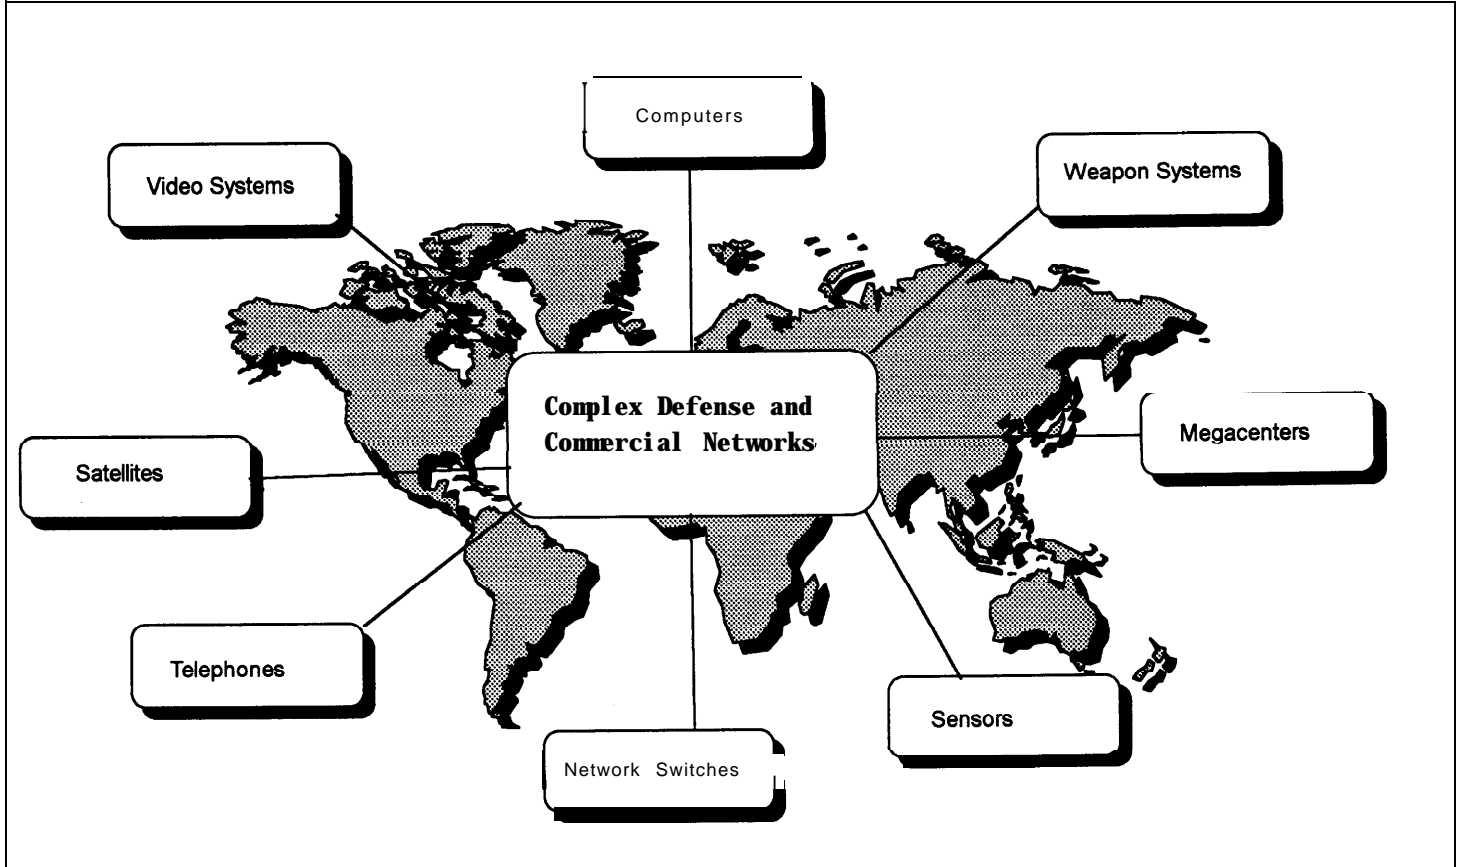 Computers
Video Systems
Weapon Systems
Complex Defense and
Commercial Networks
Megacenters
Satellites
Telephones
Sensors
Network Switches